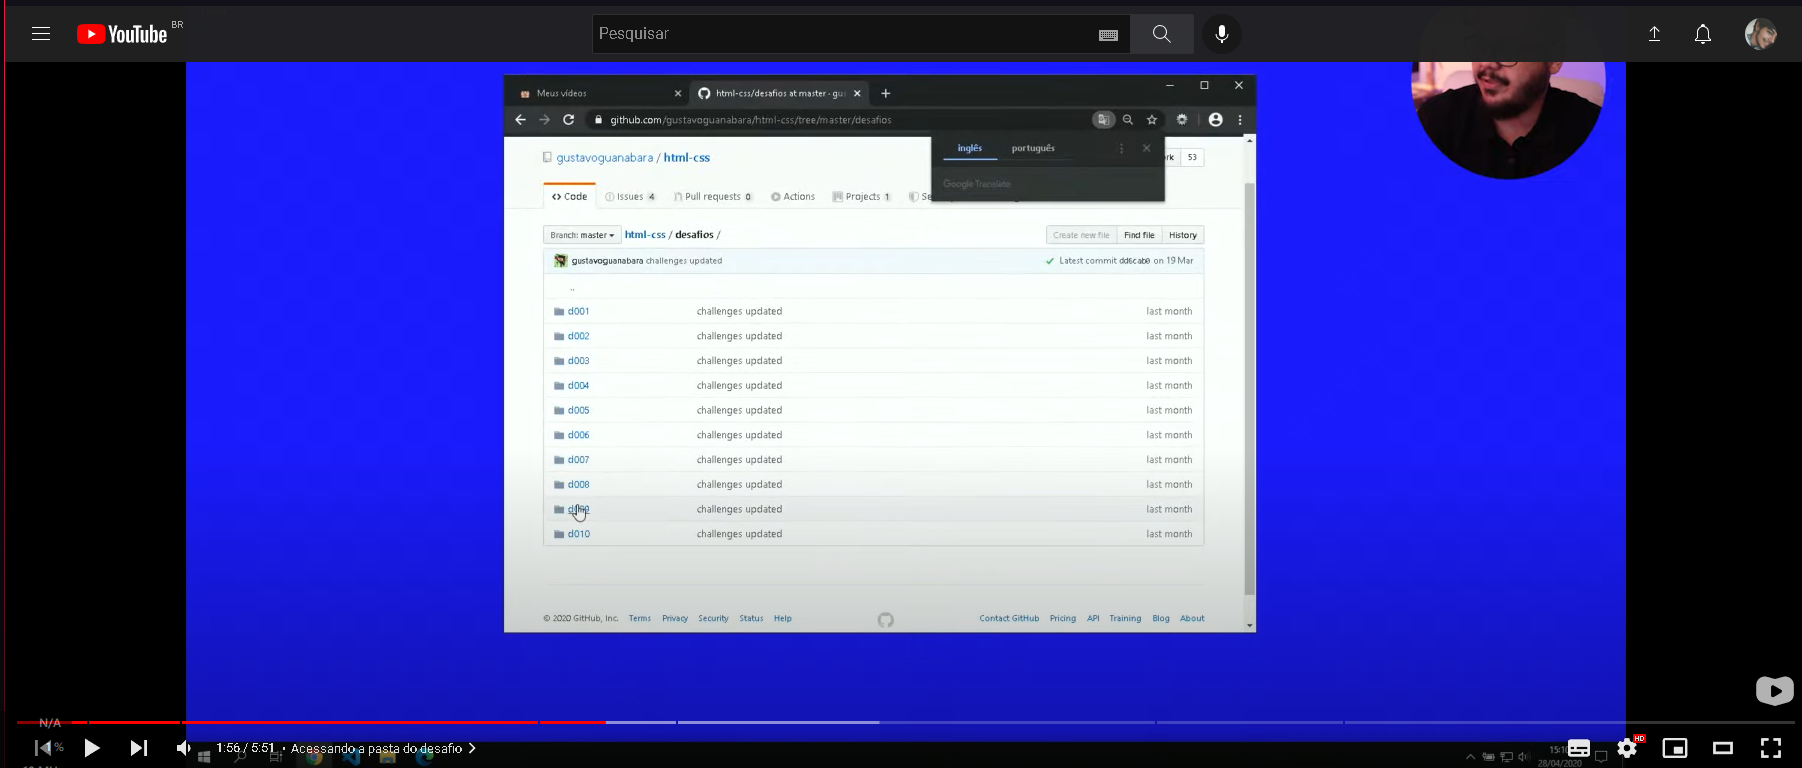 YouTube BR
Pesquisar
Meus vídeos
html-css/desafios at master · gus
github.com/gustavoguanabara/html-css/tree/master/desafios
inglês português
Google Translate
gustavoguanabara / html-css
rk 53
Code Issues 4 Pull requests 0 Actions Projects 1 Se
Branch: master html-css / desafios /
Create new file Find file History
gustavoguanabara challenges updated
Latest commit dd6cab0 on 19 Mar
..
d001 challenges updated last month
d002 challenges updated last month
d003 challenges updated last month
d004 challenges updated last month
d005 challenges updated last month
d006 challenges updated last month
d007 challenges updated last month
d008 challenges updated last month
d009 challenges updated last month
d010 challenges updated last month
© 2020 GitHub, Inc. Terms Privacy Security Status Help
Contact GitHub Pricing API Training Blog About
N/A
%
1:56 / 5:51 • Acessando a pasta do desafio
HD
15:10
28/04/2020